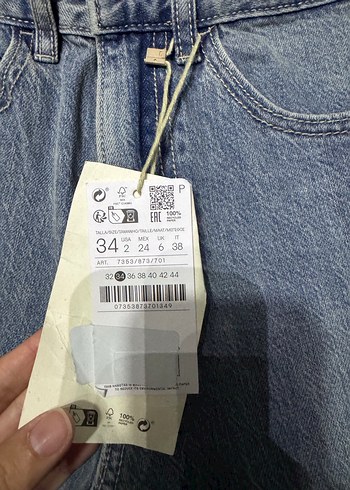 P
FSC
EAC 100%
TALLA/SIZE/TAMANHO/TAILLE/MAAT/
34 USA 2 MEX 24 UK 6 IT 38
ART. 7353/873/701
32 34 36 38 40 42 44
07353873701349
100%